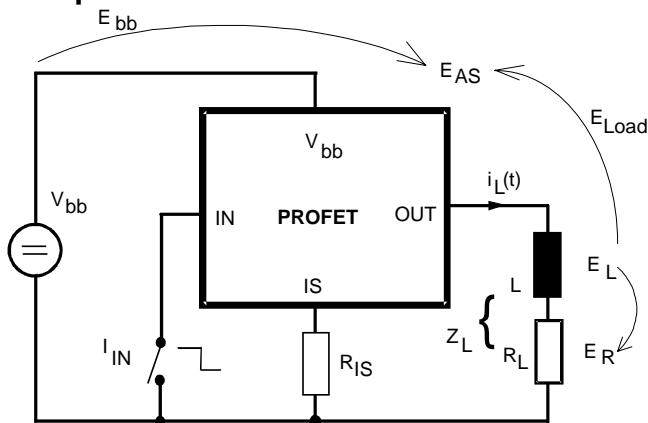 E bb
E AS
E Load
V bb
V bb
i L (t)
IN
PROFET
OUT
IS
L
E L
Z L
{
I IN
R IS
R L
E R